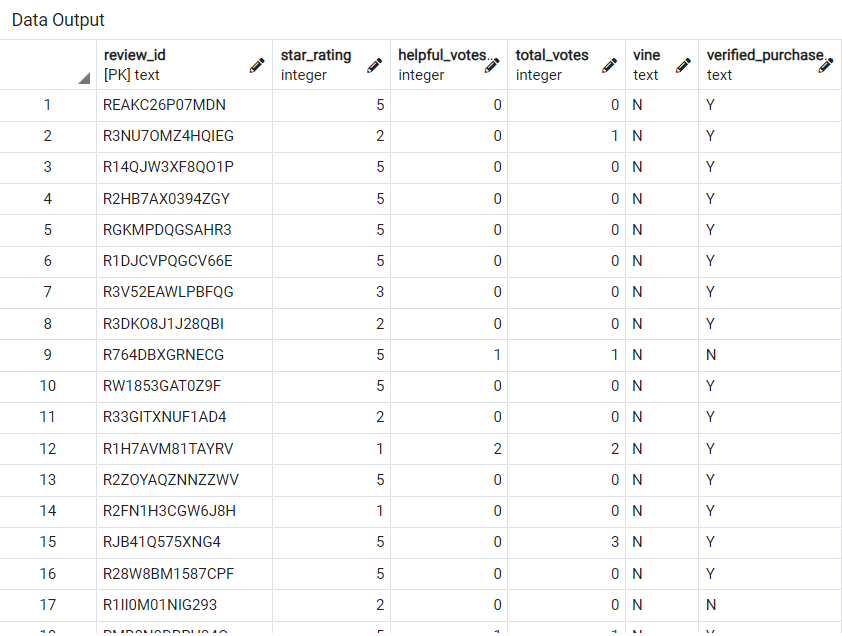 Data Output
review_id star_rating helpful_votes.. total_votes vine verified_purchase
[PK] text integer integer integer text text
1 REAKC26P07MDN 5 0 0 N Y
2 R3NU7OMZ4HQIEG 2 0 1 N Y
3 R14QJW3XF8QO1P 5 0 0 N Y
4 R2HB7AX0394ZGY 5 0 0 N Y
5 RGKMPDQGSAHR3 5 0 0 N Y
6 R1DJCVPQGCV66E 5 0 0 N Y
7 R3V52EAWLPBFQG 3 0 0 N Y
8 R3DKO8J1J28QBI 2 0 0 N Y
9 R764DBXGRNECG 5 1 1 N N
10 RW1853GAT0Z9F 5 0 0 N Y
11 R33GITXNUF1AD4 2 0 0 N Y
12 R1H7AVM81TAYRV 1 2 2 N Y
13 R2ZOYAQZNNZZWV 5 0 0 N Y
14 R2FN1H3CGW6J8H 1 0 0 N Y
15 RJB41Q575XNG4 5 0 3 N Y
16 R28W8BM1587CPF 5 0 0 N Y
17 R1II0M01NIG293 2 0 0 N N